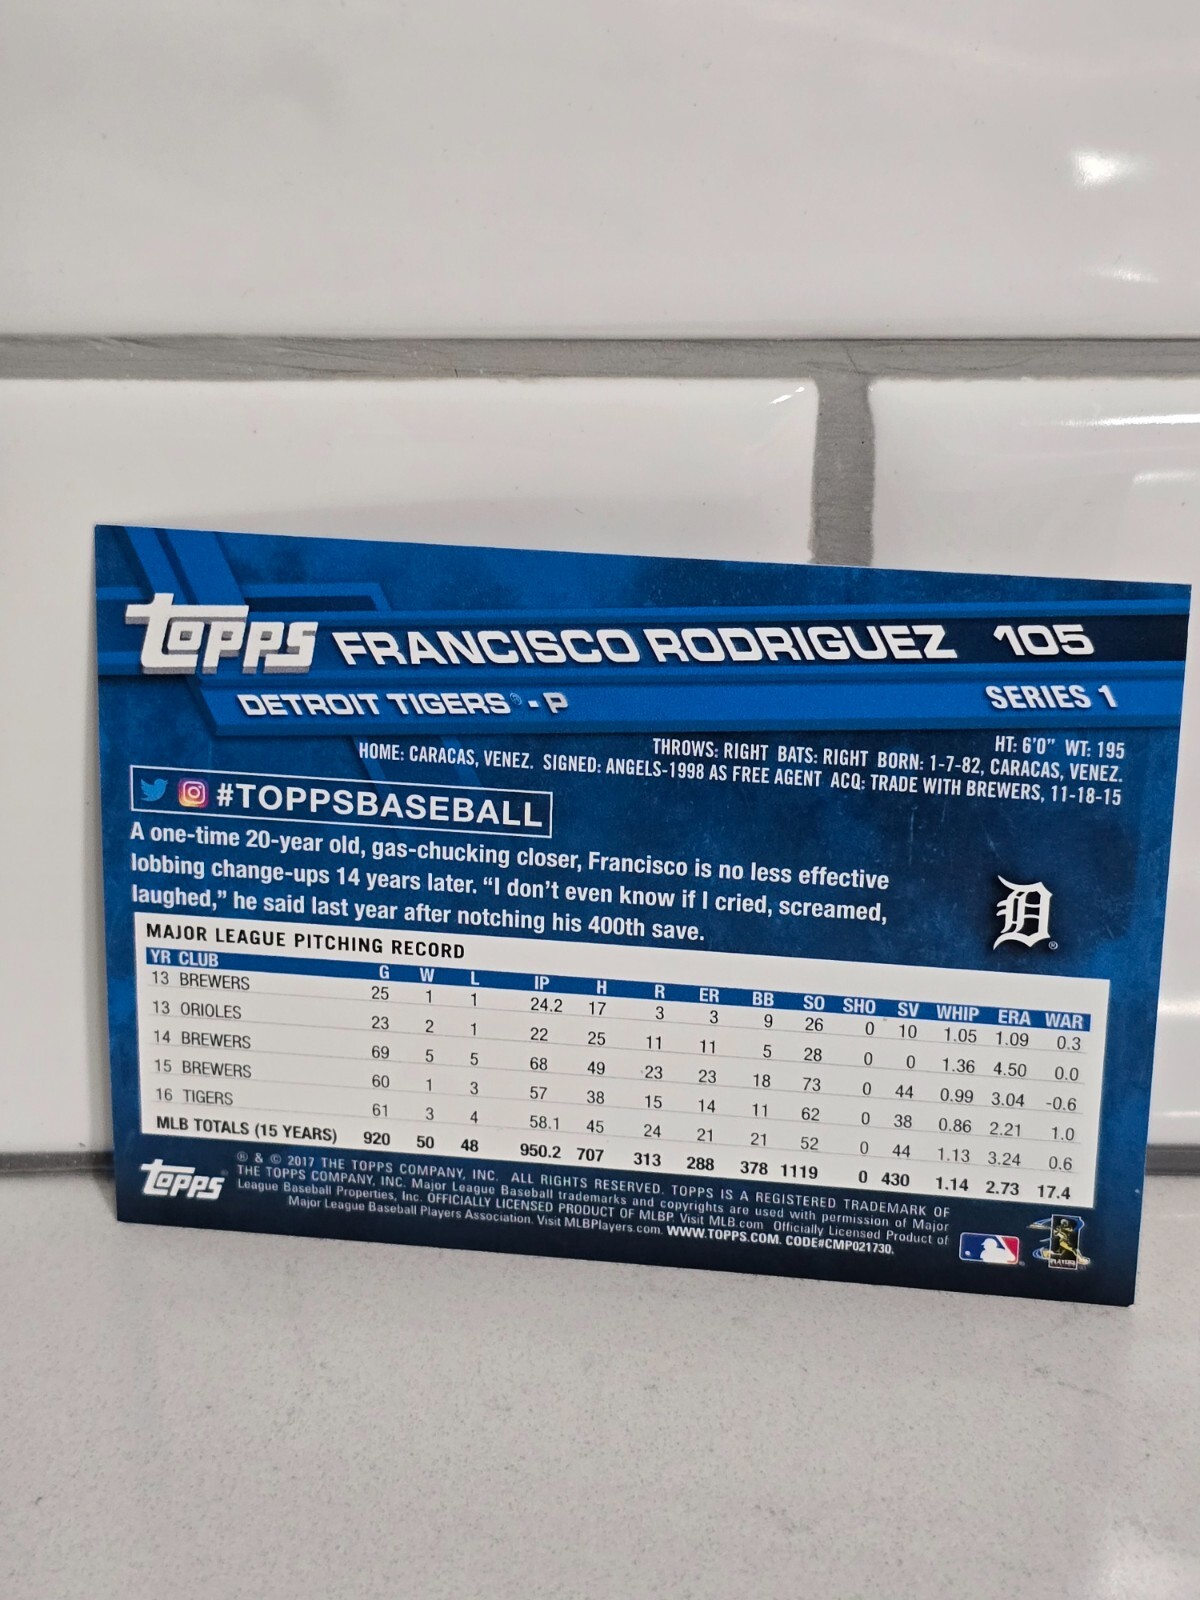 topps FRANCISCO RODRIGUEZ 105
DETROIT TIGERS® - P SERIES 1
HT: 6'0" WT: 195
THROWS: RIGHT BATS: RIGHT BORN: 1-7-82, CARACAS, VENEZ.
HOME: CARACAS, VENEZ. SIGNED: ANGELS-1998 AS FREE AGENT ACQ: TRADE WITH BREWERS, 11-18-15
#TOPPSBASEBALL
A one-time 20-year old, gas-chucking closer, Francisco is no less effective
lobbing change-ups 14 years later. “I don’t even know if I cried, screamed,
laughed,” he said last year after notching his 400th save.
D®
MAJOR LEAGUE PITCHING RECORD
YR CLUB G W L IP H R ER BB SO SHO SV WHIP ERA WAR
13 BREWERS 25 1 1 24.2 17 3 3 9 26 0 10 1.05 1.09 0.3
13 ORIOLES 23 2 1 22 25 11 11 5 28 0 0 1.36 4.50 0.0
14 BREWERS 69 5 5 68 49 23 23 18 73 0 44 0.99 3.04 -0.6
15 BREWERS 60 1 3 57 38 15 14 11 62 0 38 0.86 2.21 1.0
16 TIGERS 61 3 4 58.1 45 24 21 21 52 0 44 1.13 3.24 0.6
MLB TOTALS (15 YEARS) 920 50 48 950.2 707 313 288 378 1119 0 430 1.14 2.73 17.4
topps®
® & © 2017 THE TOPPS COMPANY, INC. ALL RIGHTS RESERVED. TOPPS IS A REGISTERED TRADEMARK OF
THE TOPPS COMPANY, INC. Major League Baseball trademarks and copyrights are used with permission of Major
League Baseball Properties, Inc. OFFICIALLY LICENSED PRODUCT OF MLBP. Visit MLB.com Officially Licensed Product of
Major League Baseball Players Association. Visit MLBPlayers.com. WWW.TOPPS.COM. CODE#CMP021730.
PLAYERS